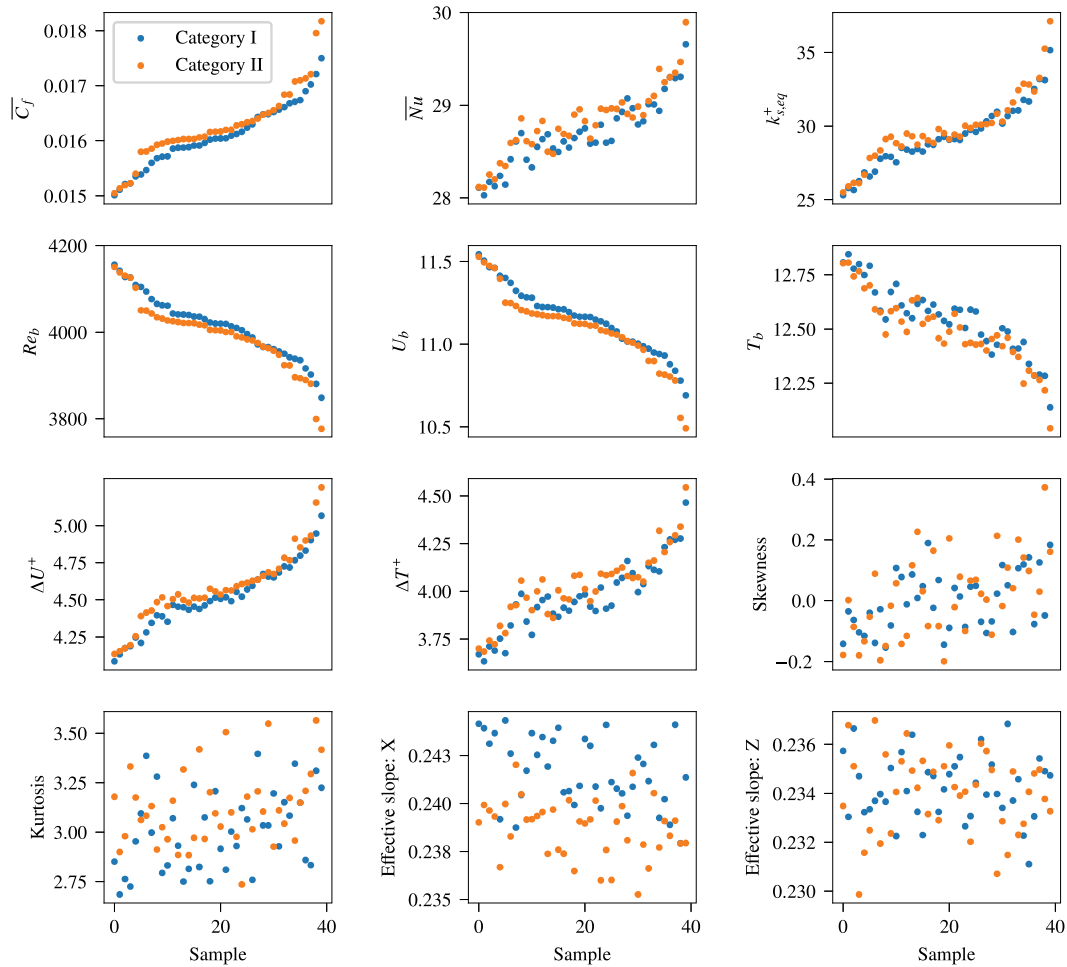 0.018
0.017
0.016
0.015
C_f
Category I
Category II
30
29
28
Nu
35
30
25
k^+_{s,eq}
4200
4000
3800
Re_b
11.5
11.0
10.5
U_b
12.75
12.50
12.25
T_b
5.00
4.75
4.50
4.25
ΔU^+
4.50
4.25
4.00
3.75
ΔT^+
0.4
0.2
0.0
−0.2
Skewness
3.50
3.25
3.00
2.75
Kurtosis
0 20 40
Sample
0.243
0.240
0.238
0.235
Effective slope: X
0 20 40
Sample
0.236
0.234
0.232
0.230
Effective slope: Z
0 20 40
Sample